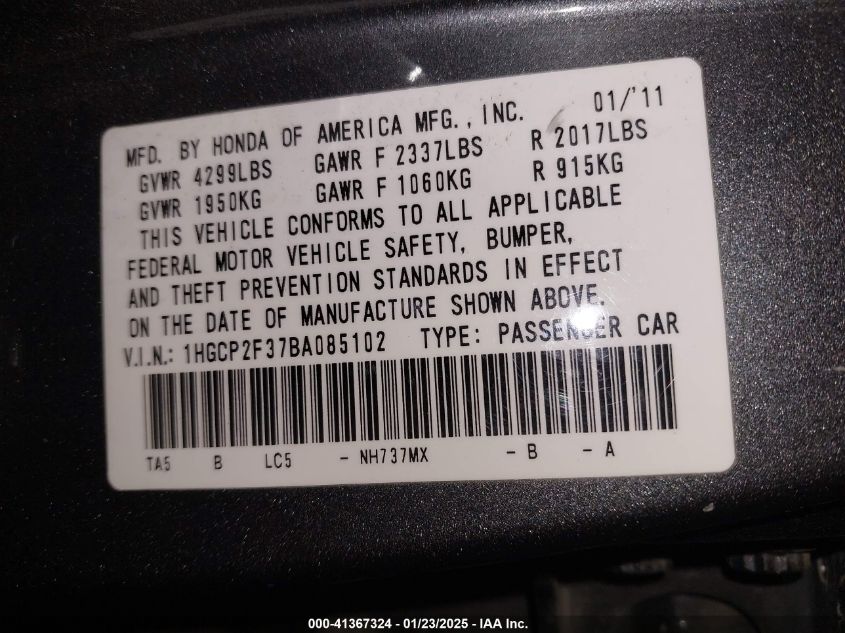 MFD. BY HONDA OF AMERICA MFG., INC. 01/'11
GVWR 4299LBS GAWR F 2337LBS R 2017LBS
GVWR 1950KG GAWR F 1060KG R 915KG
THIS VEHICLE CONFORMS TO ALL APPLICABLE
FEDERAL MOTOR VEHICLE SAFETY, BUMPER,
AND THEFT PREVENTION STANDARDS IN EFFECT
ON THE DATE OF MANUFACTURE SHOWN ABOVE.
V.I.N.: 1HGCP2F37BA085102 TYPE: PASSENGER CAR
TA5 B LC5 - NH737MX - B - A
000-41367324 - 01/23/2025 - IAA Inc.